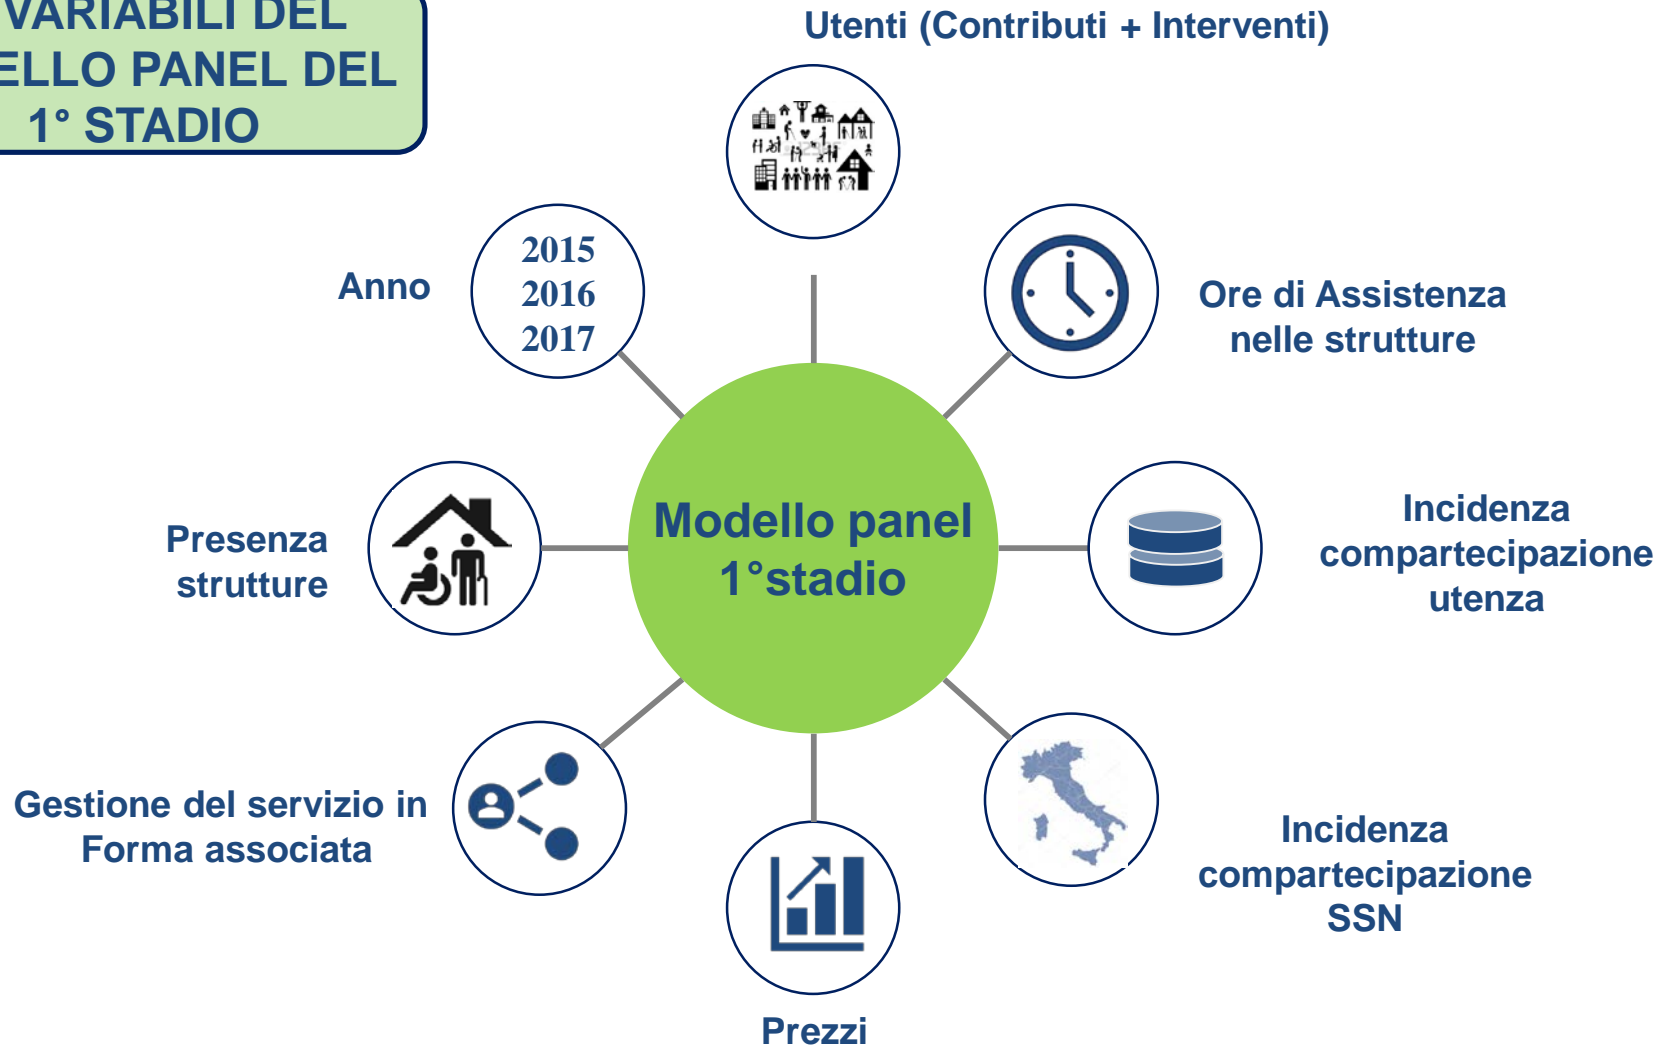 VARIABILI DEL
ELLO PANEL DEL
1° STADIO
Utenti (Contributi + Interventi)
Anno
2015
2016
2017
Ore di Assistenza
nelle strutture
Presenza
strutture
Modello panel
1°stadio
Incidenza
compartecipazione
utenza
Gestione del servizio in
Forma associata
Incidenza
compartecipazione
SSN
Prezzi